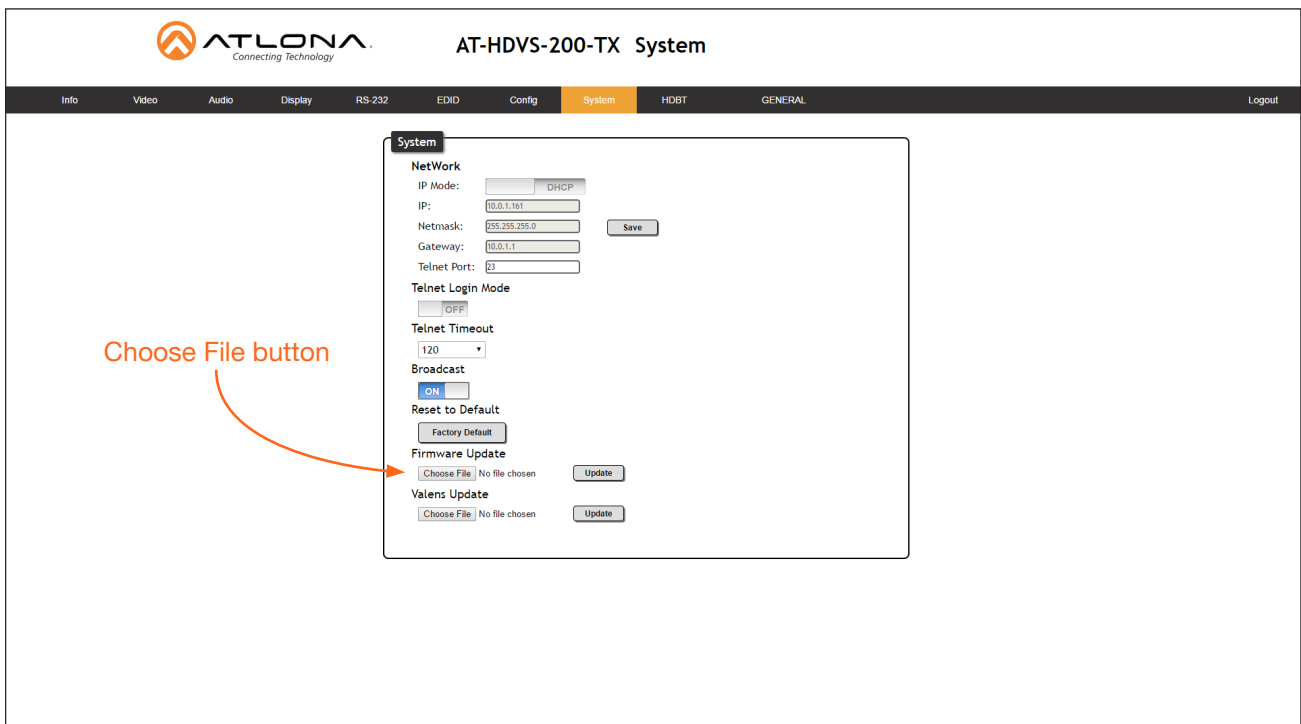 ATLONA.
Connecting Technology
AT-HDVS-200-TX System
Info Video Audio Display RS-232 EDID Config System HDBT GENERAL Logout
System
NetWork
IP Mode: DHCP
IP: 10.0.1.161
Netmask: 255.255.255.0 Save
Gateway: 10.0.1.1
Telnet Port: 23
Telnet Login Mode
OFF
Telnet Timeout
120
Choose File button
Broadcast
ON
Reset to Default
Factory Default
Firmware Update
Choose File No file chosen Update
Valens Update
Choose File No file chosen Update